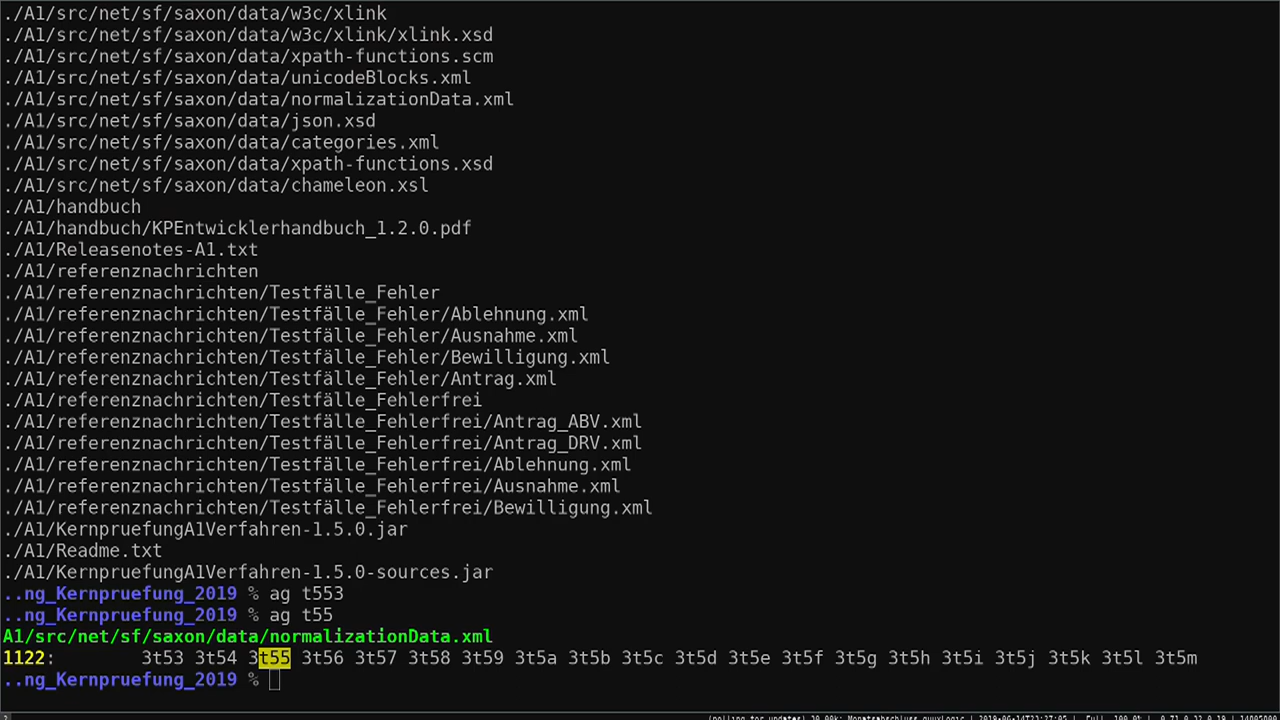 ./A1/src/net/sf/saxon/data/w3c/xlink
./A1/src/net/sf/saxon/data/w3c/xlink/xlink.xsd
./A1/src/net/sf/saxon/data/xpath-functions.scm
./A1/src/net/sf/saxon/data/unicodeBlocks.xml
./A1/src/net/sf/saxon/data/normalizationData.xml
./A1/src/net/sf/saxon/data/json.xsd
./A1/src/net/sf/saxon/data/categories.xml
./A1/src/net/sf/saxon/data/xpath-functions.xsd
./A1/src/net/sf/saxon/data/chameleon.xsl
./A1/handbuch
./A1/handbuch/KPEntwicklerhandbuch_1.2.0.pdf
./A1/Releasenotes-A1.txt
./A1/referenznachrichten
./A1/referenznachrichten/Testfälle_Fehler
./A1/referenznachrichten/Testfälle_Fehler/Ablehnung.xml
./A1/referenznachrichten/Testfälle_Fehler/Ausnahme.xml
./A1/referenznachrichten/Testfälle_Fehler/Bewilligung.xml
./A1/referenznachrichten/Testfälle_Fehler/Antrag.xml
./A1/referenznachrichten/Testfälle_Fehlerfrei
./A1/referenznachrichten/Testfälle_Fehlerfrei/Antrag_ABV.xml
./A1/referenznachrichten/Testfälle_Fehlerfrei/Antrag_DRV.xml
./A1/referenznachrichten/Testfälle_Fehlerfrei/Ablehnung.xml
./A1/referenznachrichten/Testfälle_Fehlerfrei/Ausnahme.xml
./A1/referenznachrichten/Testfälle_Fehlerfrei/Bewilligung.xml
./A1/KernpruefungA1Verfahren-1.5.0.jar
./A1/Readme.txt
./A1/KernpruefungA1Verfahren-1.5.0-sources.jar
..ng_Kernpruefung_2019 % ag t553
..ng_Kernpruefung_2019 % ag t55
A1/src/net/sf/saxon/data/normalizationData.xml
1122: 3t53 3t54 3t55 3t56 3t57 3t58 3t59 3t5a 3t5b 3t5c 3t5d 3t5e 3t5f 3t5g 3t5h 3t5i 3t5j 3t5k 3t5l 3t5m
..ng_Kernpruefung_2019 %